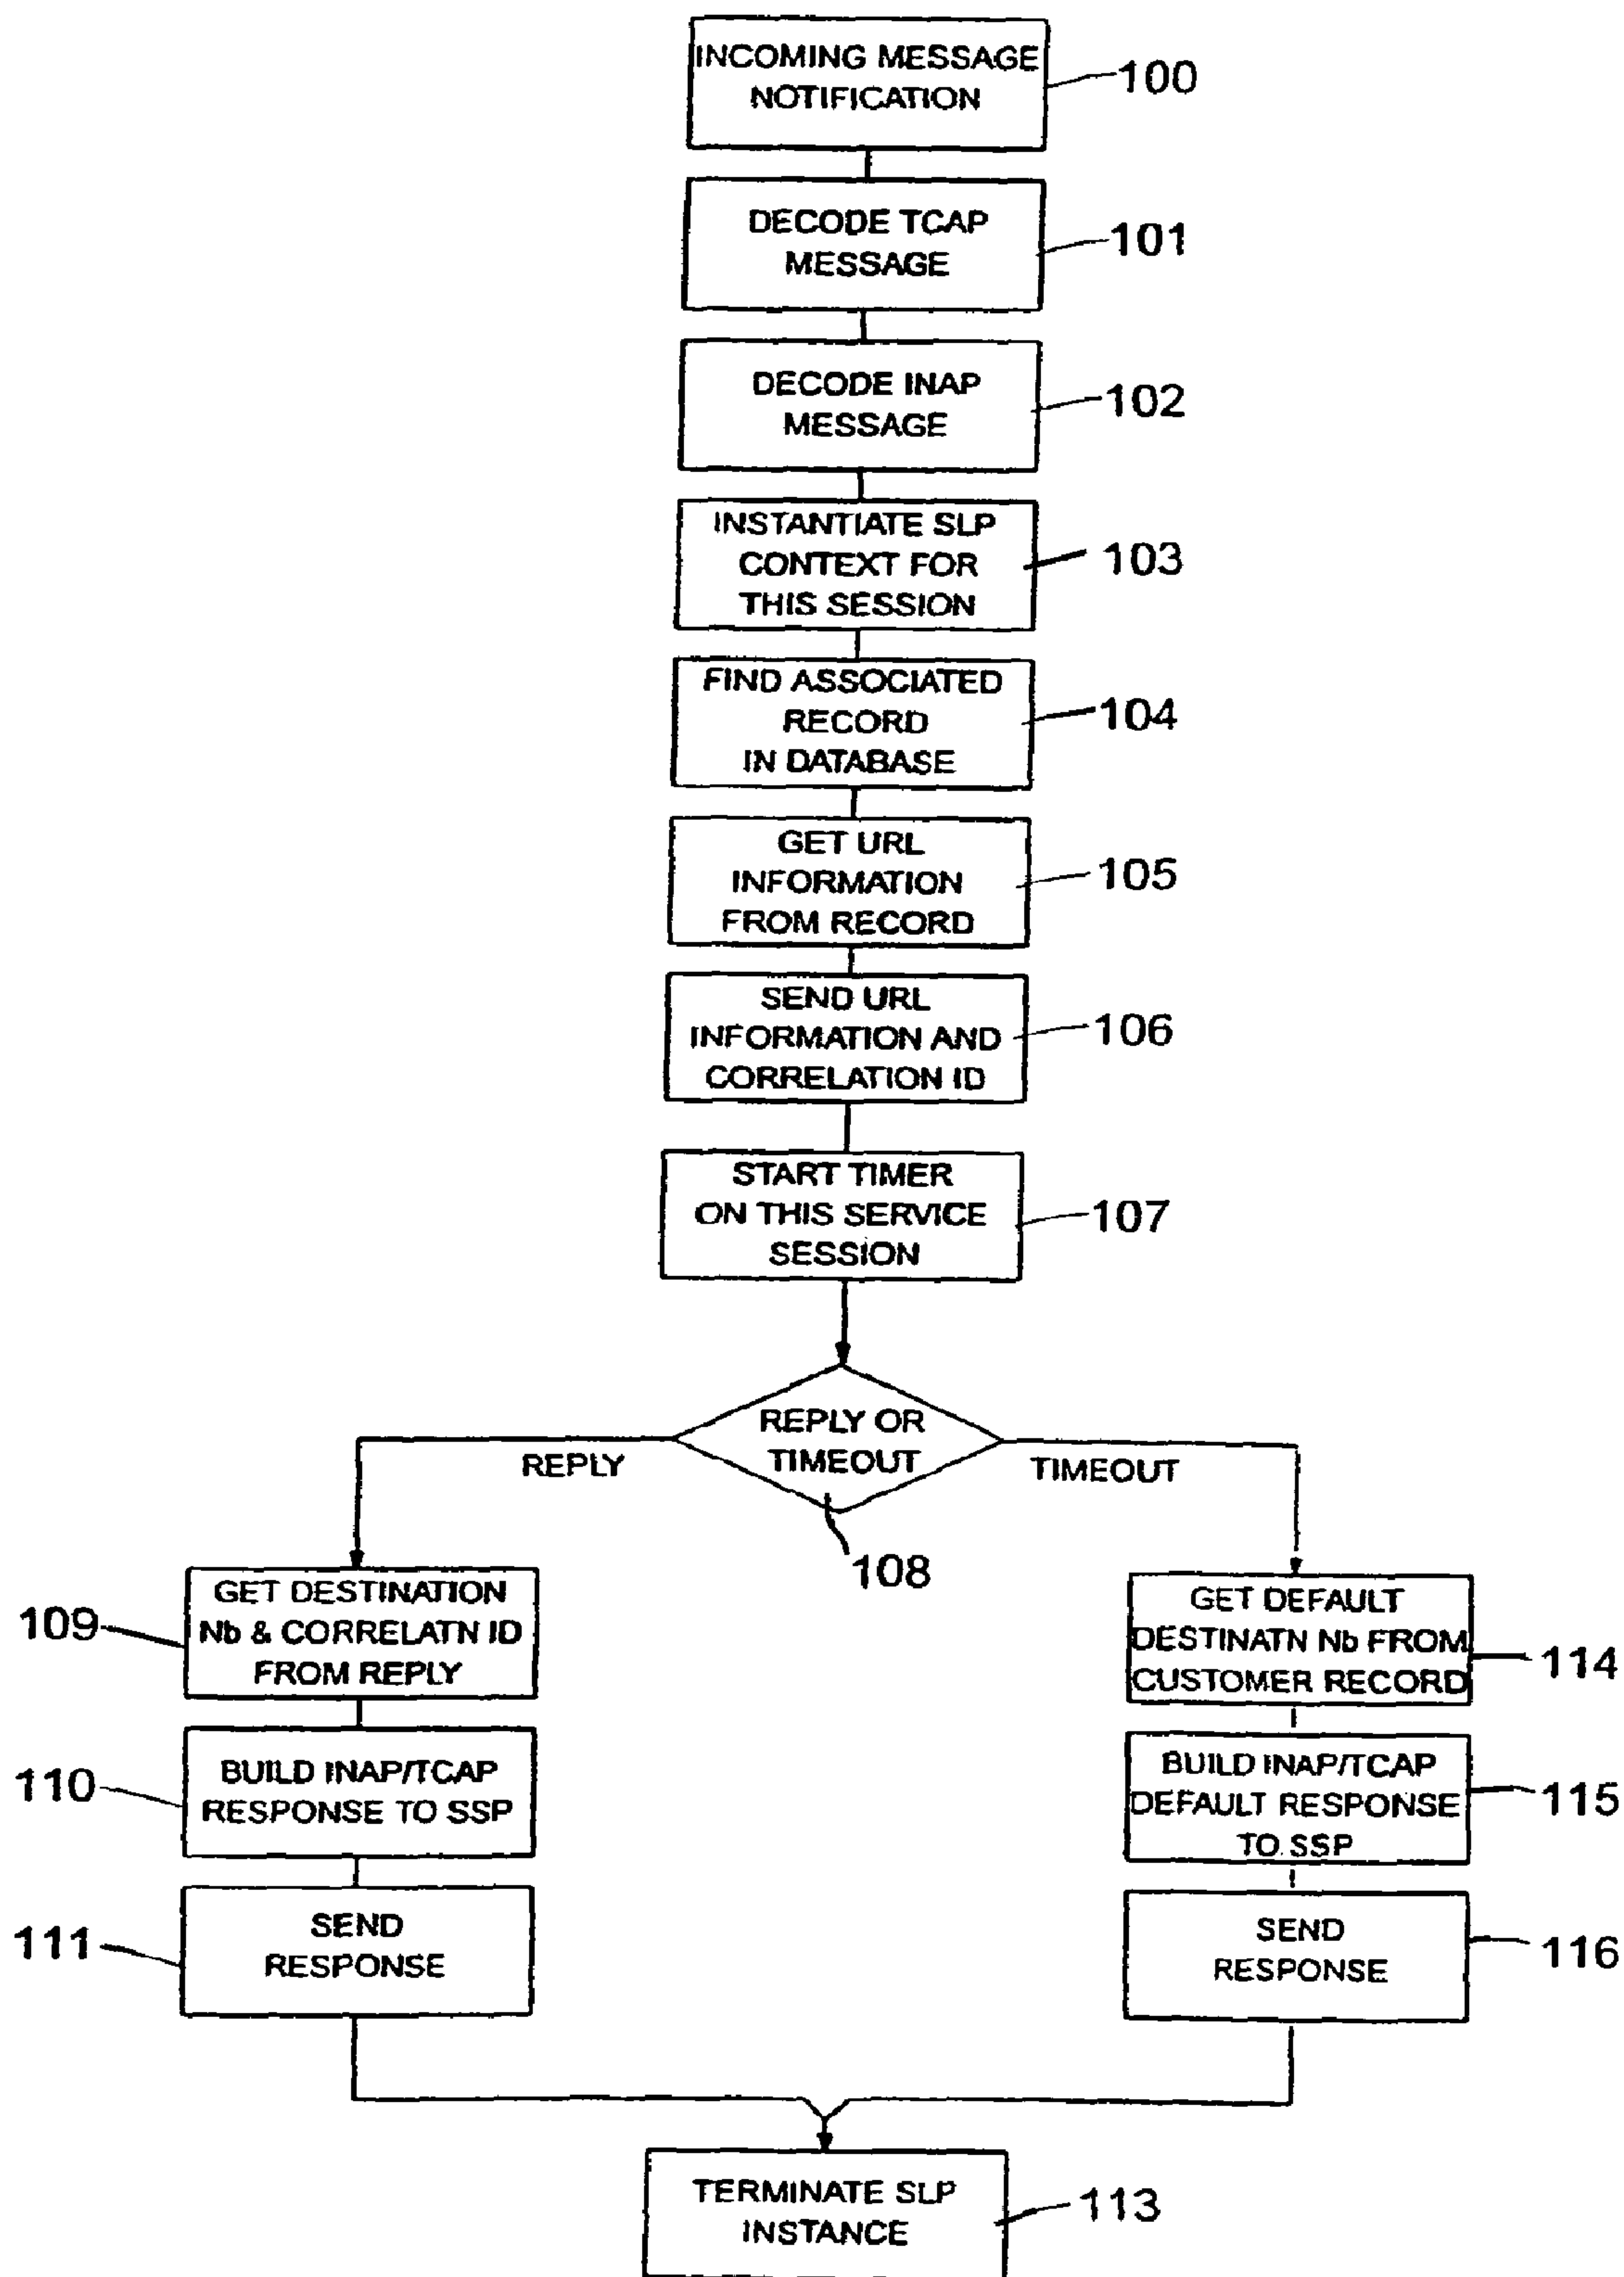 INCOMING MESSAGE
NOTIFICATION
100
DECODE TCAP
MESSAGE
101
DECODE INAP
MESSAGE
102
INSTANTIATE SLP
CONTEXT FOR
THIS SESSION
103
FIND ASSOCIATED
RECORD
IN DATABASE
104
GET URL
INFORMATION
FROM RECORD
105
SEND URL
INFORMATION AND
CORRELATION ID
106
START TIMER
ON THIS SERVICE
SESSION
107
REPLY OR
TIMEOUT
108
REPLY
TIMEOUT
GET DESTINATION
Nb & CORRELATN ID
FROM REPLY
109
BUILD INAP/TCAP
RESPONSE TO SSP
110
SEND
RESPONSE
111
GET DEFAULT
DESTINATN Nb FROM
CUSTOMER RECORD
114
BUILD INAP/TCAP
DEFAULT RESPONSE
TO SSP
115
SEND
RESPONSE
116
TERMINATE SLP
INSTANCE
113